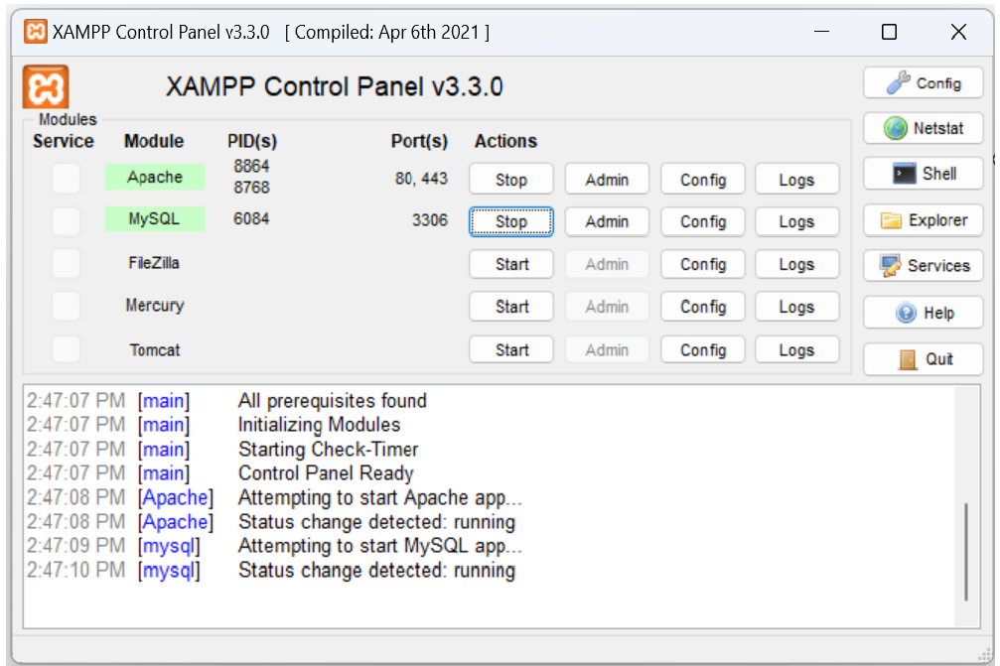 XAMPP Control Panel v3.3.0 [ Compiled: Apr 6th 2021 ]
XAMPP Control Panel v3.3.0
Config
Netstat
Shell
Explorer
Services
Help
Quit
Modules
Service Module PID(s) Port(s) Actions
Apache 8864 8768 80, 443 Stop Admin Config Logs
MySQL 6084 3306 Stop Admin Config Logs
FileZilla Start Admin Config Logs
Mercury Start Admin Config Logs
Tomcat Start Admin Config Logs
2:47:07 PM [main] All prerequisites found
2:47:07 PM [main] Initializing Modules
2:47:07 PM [main] Starting Check-Timer
2:47:07 PM [main] Control Panel Ready
2:47:08 PM [Apache] Attempting to start Apache app...
2:47:08 PM [Apache] Status change detected: running
2:47:09 PM [mysql] Attempting to start MySQL app...
2:47:10 PM [mysql] Status change detected: running